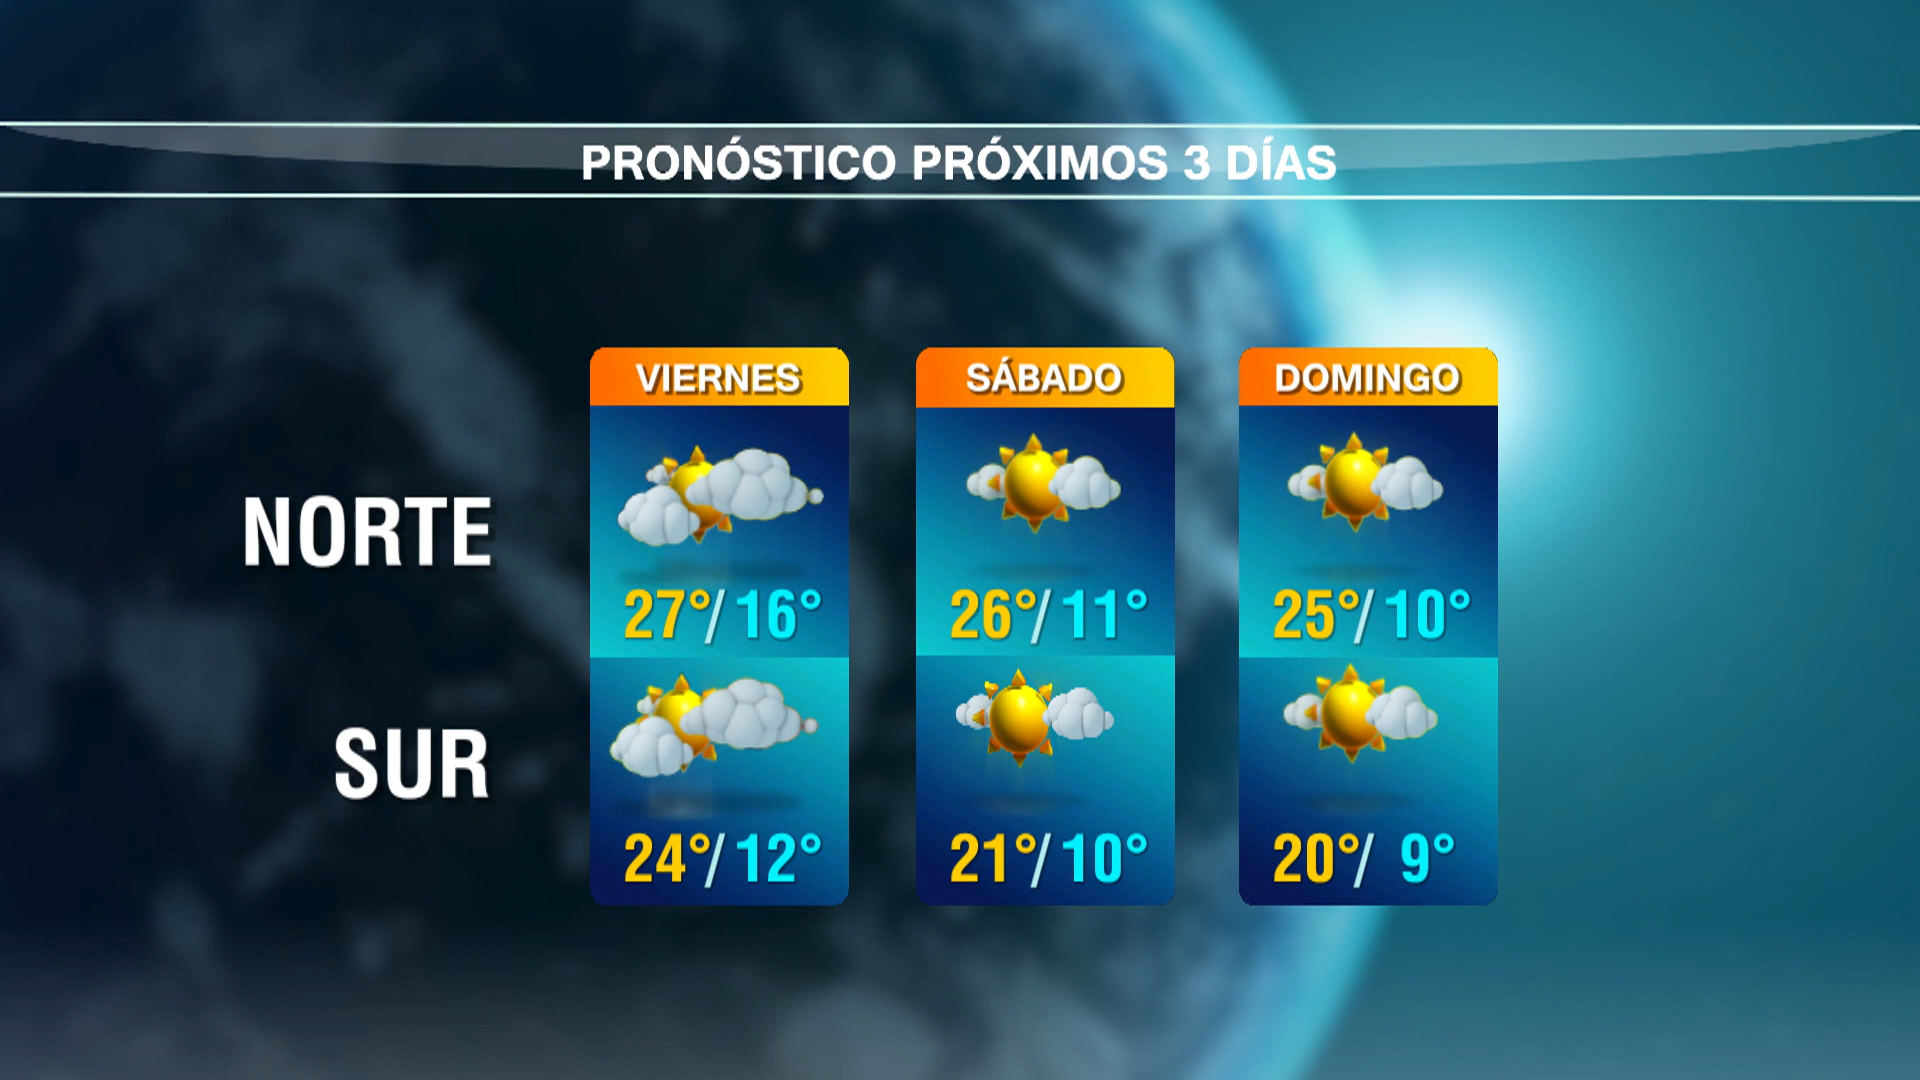 PRONÓSTICO PRÓXIMOS 3 DÍAS
VIERNES SÁBADO DOMINGO
NORTE
27°/16° 26°/11° 25°/10°
SUR
24°/12° 21°/10° 20°/ 9°